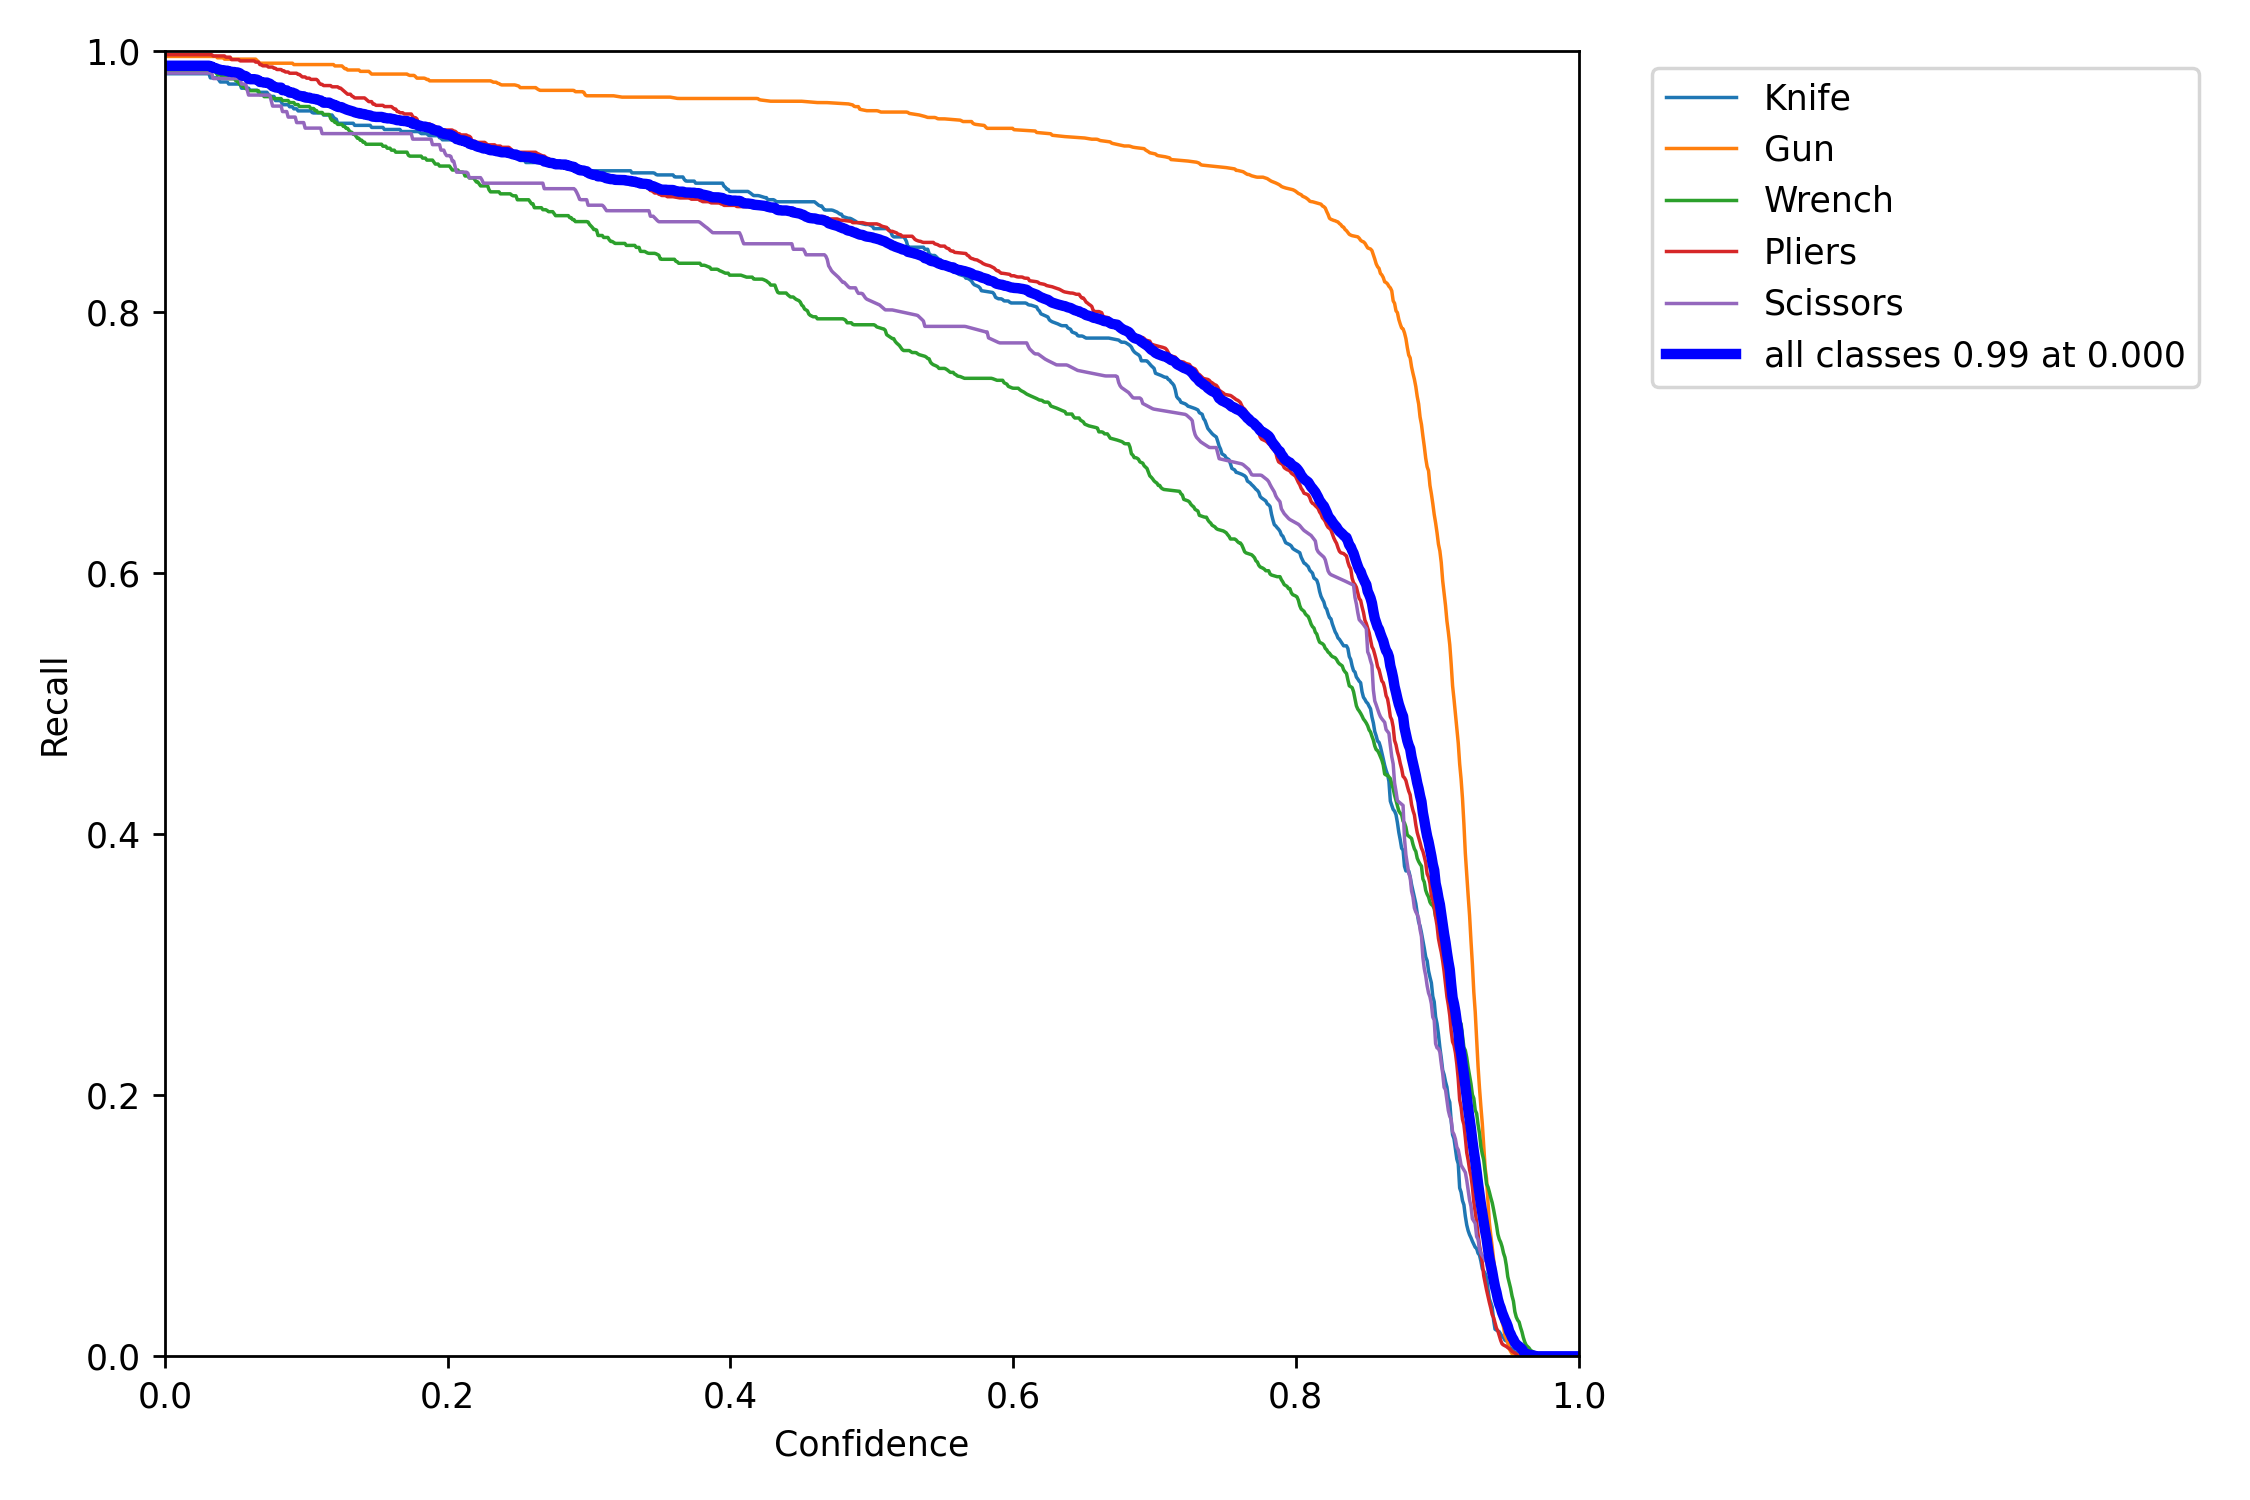 1.0
0.8
0.6
0.4
0.2
0.0
Recall
0.0 0.2 0.4 0.6 0.8 1.0
Confidence
Knife
Gun
Wrench
Pliers
Scissors
all classes 0.99 at 0.000